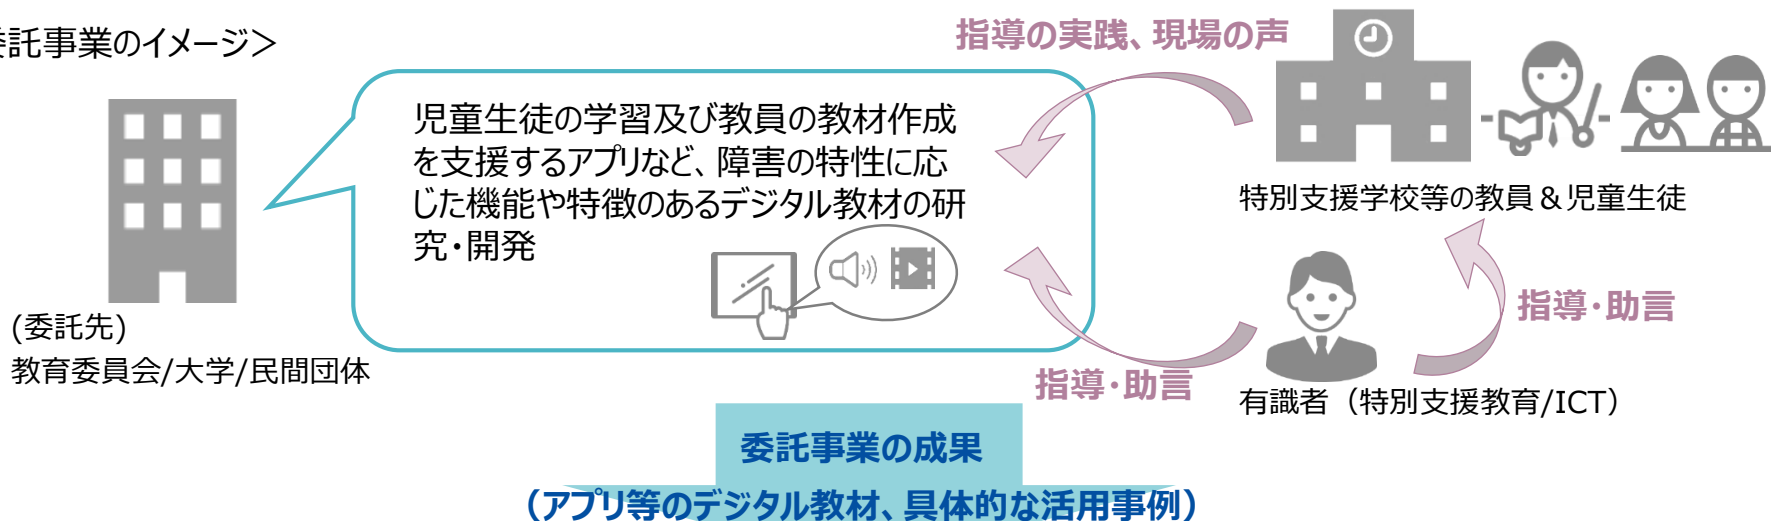 託事業のイメージ＞
指導の実践、現場の声
児童生徒の学習及び教員の教材作成
を支援するアプリなど、障害の特性に応
じた機能や特徴のあるデジタル教材の研
究・開発
特別支援学校等の教員＆児童生徒
指導・助言
(委託先)
教育委員会/大学/民間団体
指導・助言
有識者（特別支援教育/ICT）
委託事業の成果
（アプリ等のデジタル教材、具体的な活用事例）